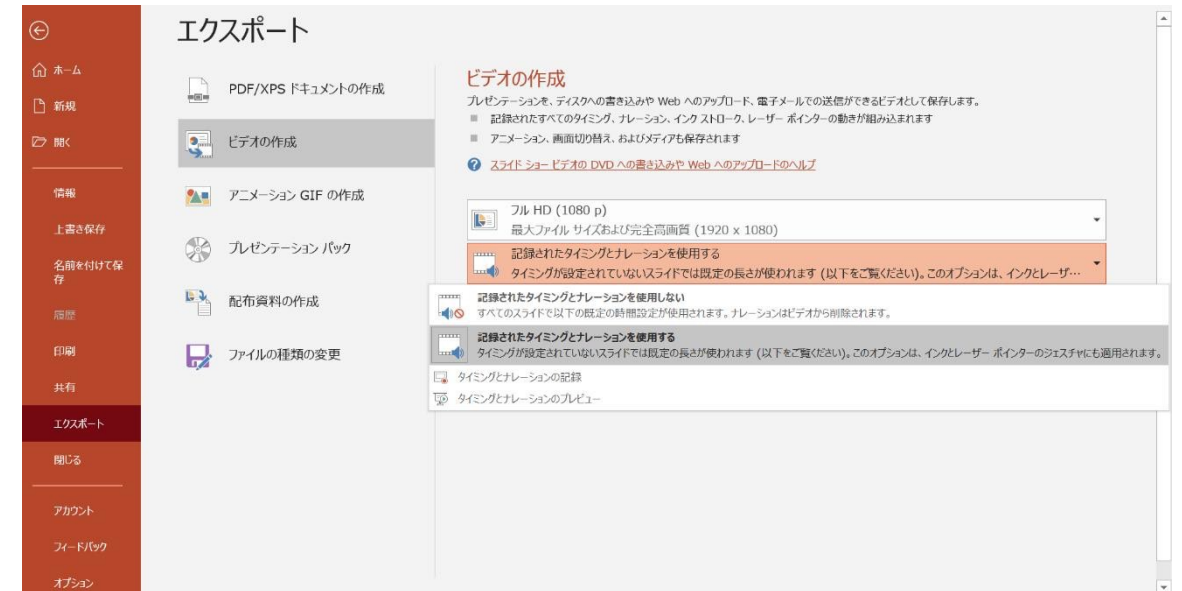 エクスポート
ホーム
新規
開く
情報
上書き保存
名前を付けて保
存
履歴
印刷
共有
エクスポート
閉じる
アカウント
フィードバック
オプション
PDF/XPS ドキュメントの作成
ビデオの作成
アニメーション GIF の作成
プレゼンテーション パック
配布資料の作成
ファイルの種類の変更
ビデオの作成
プレゼンテーションを、ディスクへの書き込みや Web へのアップロード、電子メールでの送信ができるビデオとして保存します。
記録されたすべてのタイミング、ナレーション、インク ストローク、レーザー ポインターの動きが組み込まれます
アニメーション、画面切り替え、およびメディアも保存されます
スライド ショー ビデオの DVD への書き込みや Web へのアップロードのヘルプ
フル HD (1080 p)
最大ファイル サイズおよび完全高画質 (1920 x 1080)
記録されたタイミングとナレーションを使用する
タイミングが設定されていないスライドでは既定の長さが使われます (以下をご覧ください)。このオプションは、インクとレーザ…
記録されたタイミングとナレーションを使用しない
すべてのスライドで以下の既定の時間設定が使用されます。ナレーションはビデオから削除されます。
記録されたタイミングとナレーションを使用する
タイミングが設定されていないスライドでは既定の長さが使われます (以下をご覧ください)。このオプションは、インクとレーザー ポインターのジェスチャにも適用されます。
タイミングとナレーションの記録
タイミングとナレーションのプレビュー